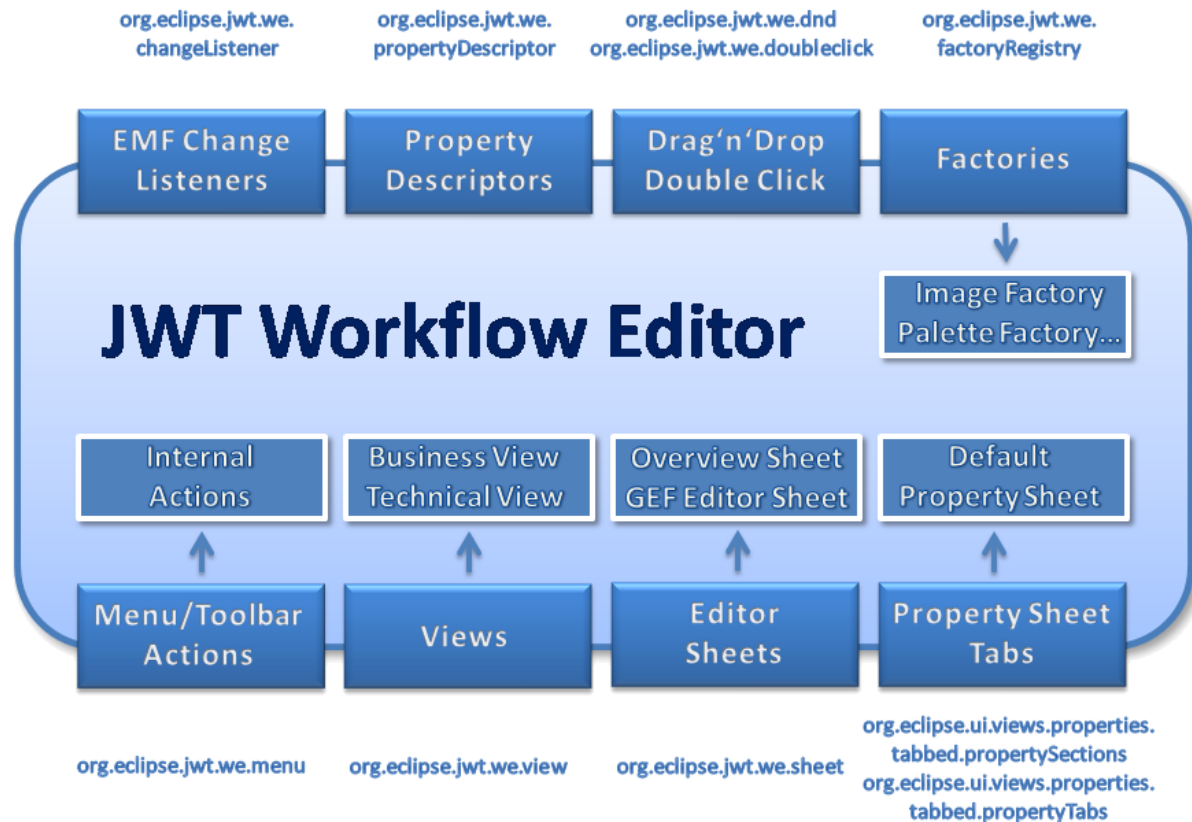 org.eclipse.jwt.we.
changeListener
org.eclipse.jwt.we.
propertyDescriptor
org.eclipse.jwt.we.dnd
org.eclipse.jwt.we.doubleclick
org.eclipse.jwt.we.
factoryRegistry
EMF Change
Listeners
Property
Descriptors
Drag‘n‘Drop
Double Click
Factories
JWT Workflow Editor
Image Factory
Palette Factory...
Internal
Actions
Business View
Technical View
Overview Sheet
GEF Editor Sheet
Default
Property Sheet
Menu/Toolbar
Actions
Views
Editor
Sheets
Property Sheet
Tabs
org.eclipse.jwt.we.menu
org.eclipse.jwt.we.view
org.eclipse.jwt.we.sheet
org.eclipse.ui.views.properties.
tabbed.propertySections
org.eclipse.ui.views.properties.
tabbed.propertyTabs